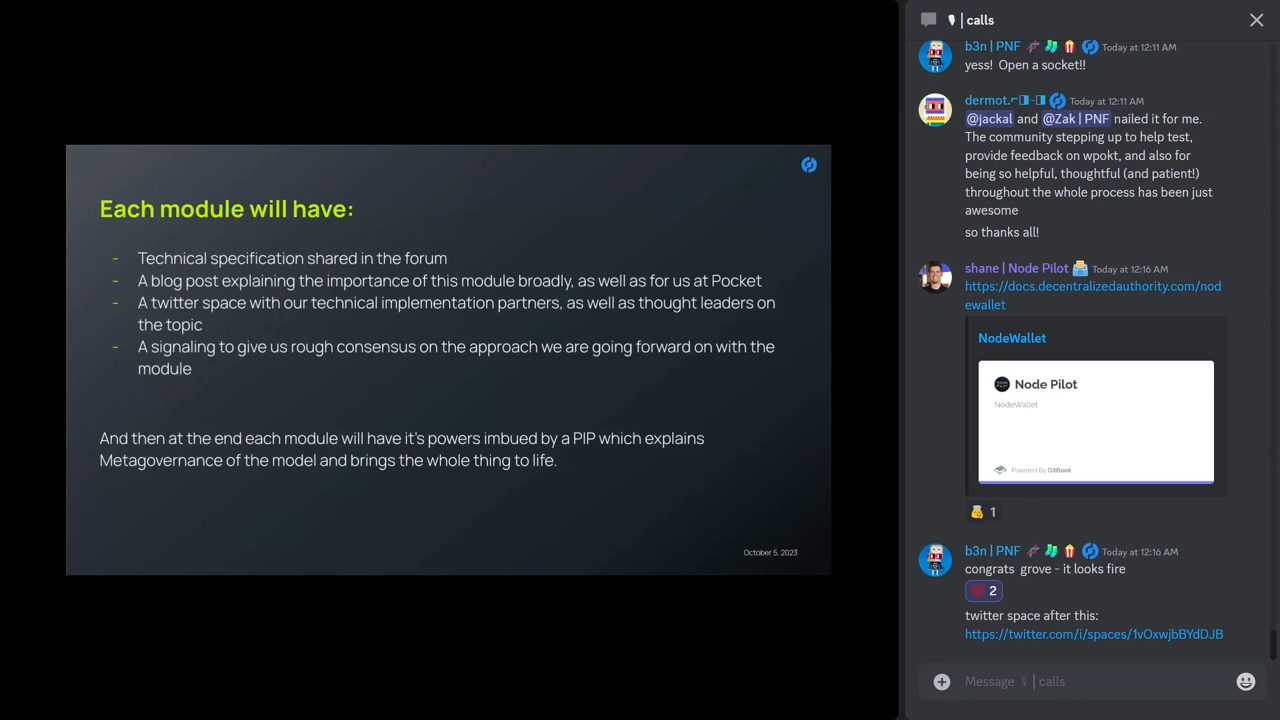 Each module will have:
- Technical specification shared in the forum
- A blog post explaining the importance of this module broadly, as well as for us at Pocket
- A twitter space with our technical implementation partners, as well as thought leaders on
the topic
- A signaling to give us rough consensus on the approach we are going forward on with the
module
And then at the end each module will have it's powers imbued by a PIP which explains
Metagovernance of the model and brings the whole thing to life.
October 5, 2023
calls
b3n | PNF Today at 12:11 AM
yess! Open a socket!!
dermot. Today at 12:11 AM
@jackal and @Zak | PNF nailed it for me.
The community stepping up to help test,
provide feedback on wpokt, and also for
being so helpful, thoughtful (and patient!)
throughout the whole process has been just
awesome
so thanks all!
shane | Node Pilot Today at 12:16 AM
https://docs.decentralizedauthority.com/nod
ewallet
NodeWallet
Node Pilot
NodeWallet
Powered By GitBook
1
b3n | PNF Today at 12:16 AM
congrats grove - it looks fire
2
twitter space after this:
https://twitter.com/i/spaces/1vOxwjbBYdDJB
Message | calls